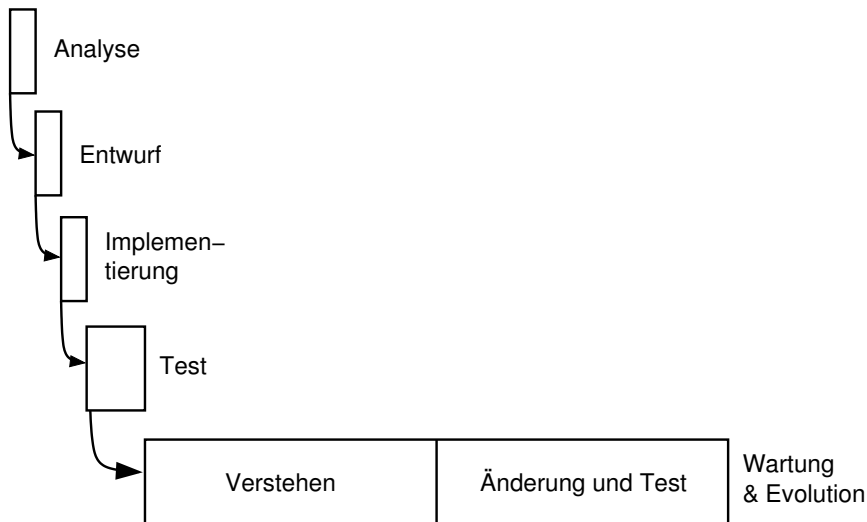 Analyse
Entwurf
Implemen−
tierung
Test
Verstehen
Änderung und Test
Wartung
& Evolution